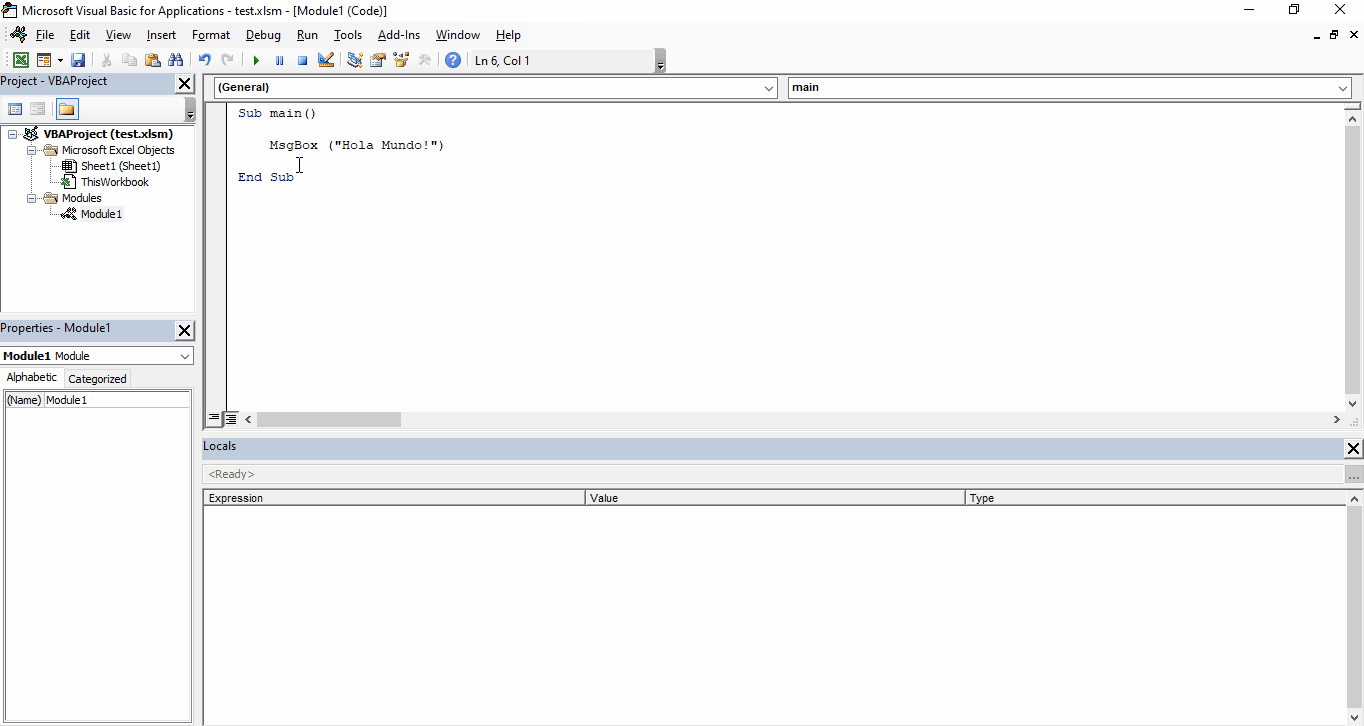 Microsoft Visual Basic for Applications - test.xlsm - [Module1 (Code)]
File Edit View Insert Format Debug Run Tools Add-Ins Window Help
Ln 6, Col 1
Project - VBAProject
VBAProject (test.xlsm)
Microsoft Excel Objects
Sheet1 (Sheet1)
ThisWorkbook
Modules
Module1
Properties - Module1
Module1 Module
Alphabetic Categorized
(Name) Module1
(General) main
Sub main()
MsgBox ("Hola Mundo!")
End Sub
Locals
<Ready>
...
Expression Value Type